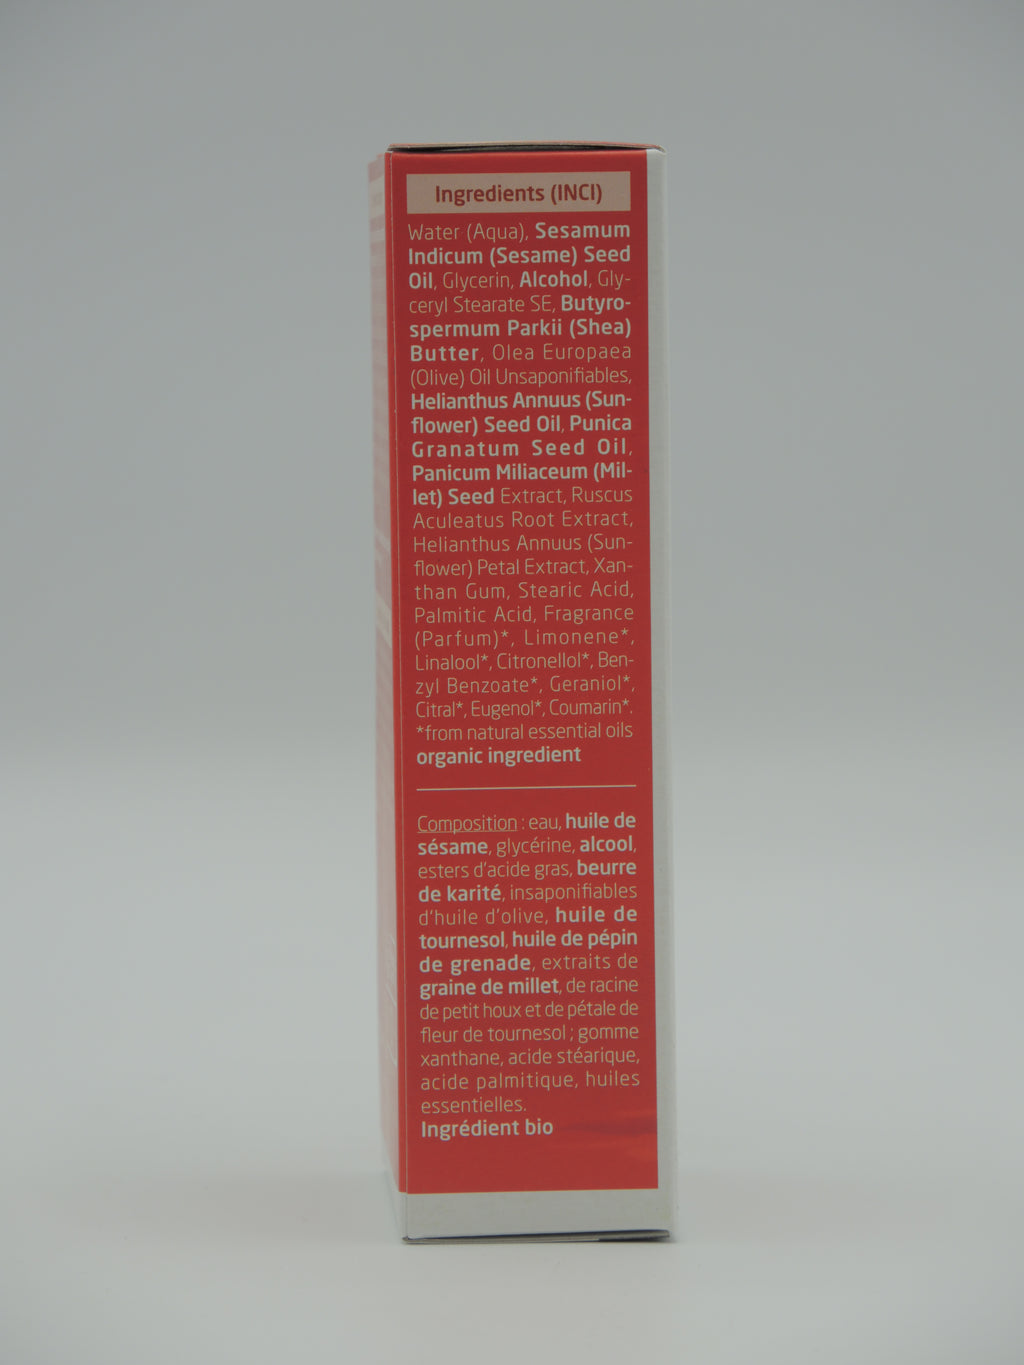 Ingredients (INCI)
Water (Aqua), Sesamum
Indicum (Sesame) Seed
Oil, Glycerin, Alcohol, Gly-
ceryl Stearate SE, Butyro-
spermum Parkii (Shea)
Butter, Olea Europaea
(Olive) Oil Unsaponifiables,
Helianthus Annuus (Sun-
flower) Seed Oil, Punica
Granatum Seed Oil,
Panicum Miliaceum (Mil-
let) Seed Extract, Ruscus
Aculeatus Root Extract,
Helianthus Annuus (Sun-
flower) Petal Extract, Xan-
than Gum, Stearic Acid,
Palmitic Acid, Fragrance
(Parfum)*, Limonene*,
Linalool*, Citronellol*, Ben-
zyl Benzoate*, Geraniol*,
Citral*, Eugenol*, Coumarin*.
*from natural essential oils
organic ingredient
Composition : eau, huile de
sésame, glycérine, alcool,
esters d'acide gras, beurre
de karité, insaponifiables
d'huile d'olive, huile de
tournesol, huile de pépin
de grenade, extraits de
graine de millet, de racine
de petit houx et de pétale de
fleur de tournesol ; gomme
xanthane, acide stéarique,
acide palmitique, huiles
essentielles.
Ingrédient bio